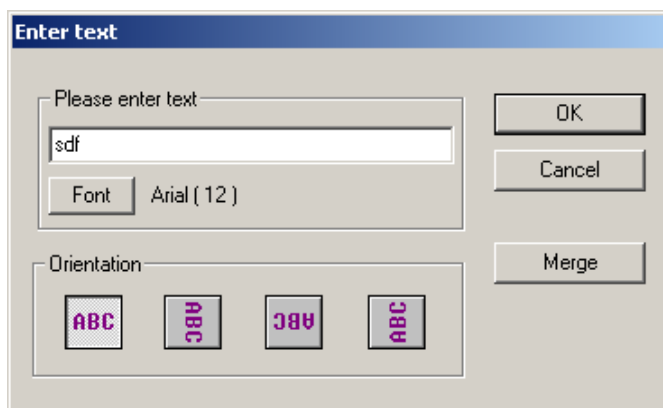 Enter text
Please enter text
OK
sdf
Cancel
Font Arial ( 12 )
Merge
Orientation
ABC ABC ABC ABC